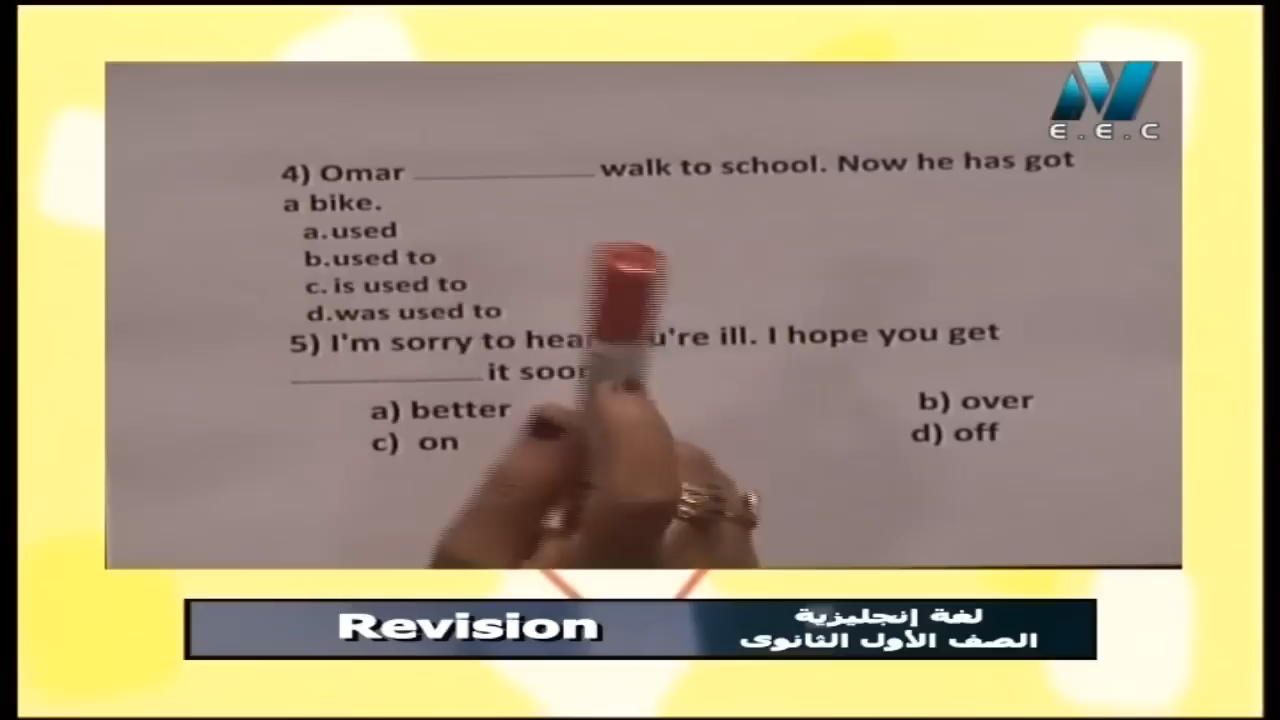 E.E.C
4) Omar ____________ walk to school. Now he has got
a bike.
a.used
b.used to
c. is used to
d.was used to
5) I'm sorry to hea u're ill. I hope you get
____________ it soon
a) better
b) over
c) on
d) off
Revision
لغة إنجليزية
الصف الأول الثانوى